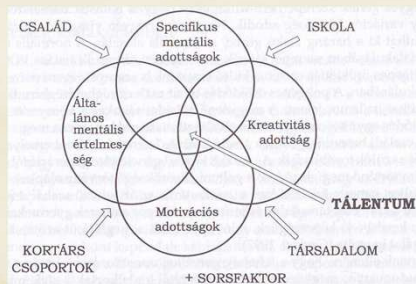 CSALÁD
ISKOLA
Specifikus
mentális
adottságok
Álta-
lános
mentális
értelmes-
ség
Kreativitás
adottság
Motivációs
adottságok
TÁLENTUM
KORTÁRS
CSOPORTOK
TÁRSADALOM
+ SORSFAKTOR